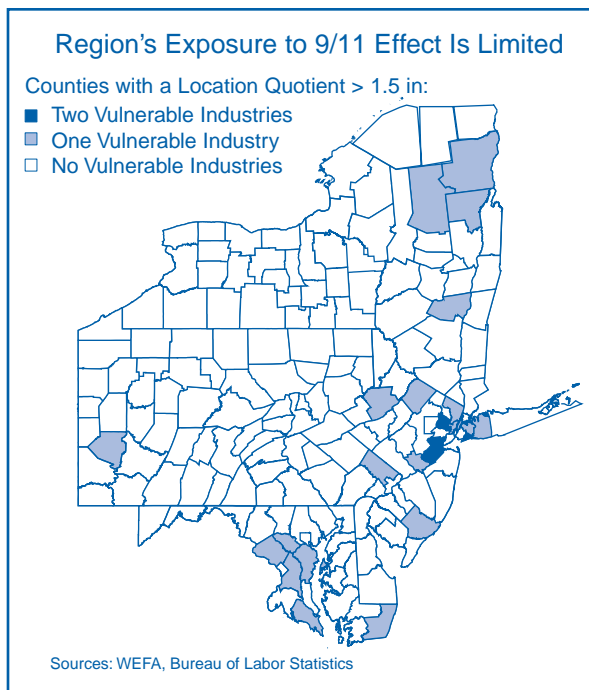 Region’s Exposure to 9/11 Effect Is Limited
Counties with a Location Quotient > 1.5 in:
Two Vulnerable Industries
One Vulnerable Industry
No Vulnerable Industries
Sources: WEFA, Bureau of Labor Statistics